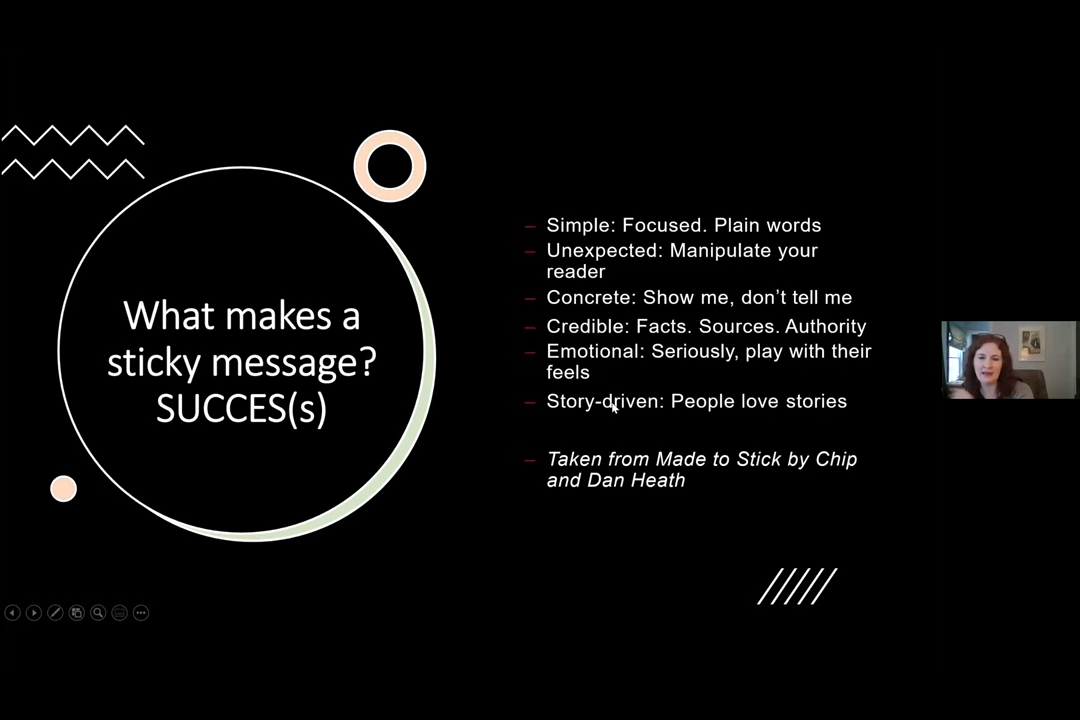 What makes a
sticky message?
SUCCES(s)
– Simple: Focused. Plain words
– Unexpected: Manipulate your
reader
– Concrete: Show me, don’t tell me
– Credible: Facts. Sources. Authority
– Emotional: Seriously, play with their
feels
– Story-driven: People love stories
– Taken from Made to Stick by Chip
and Dan Heath